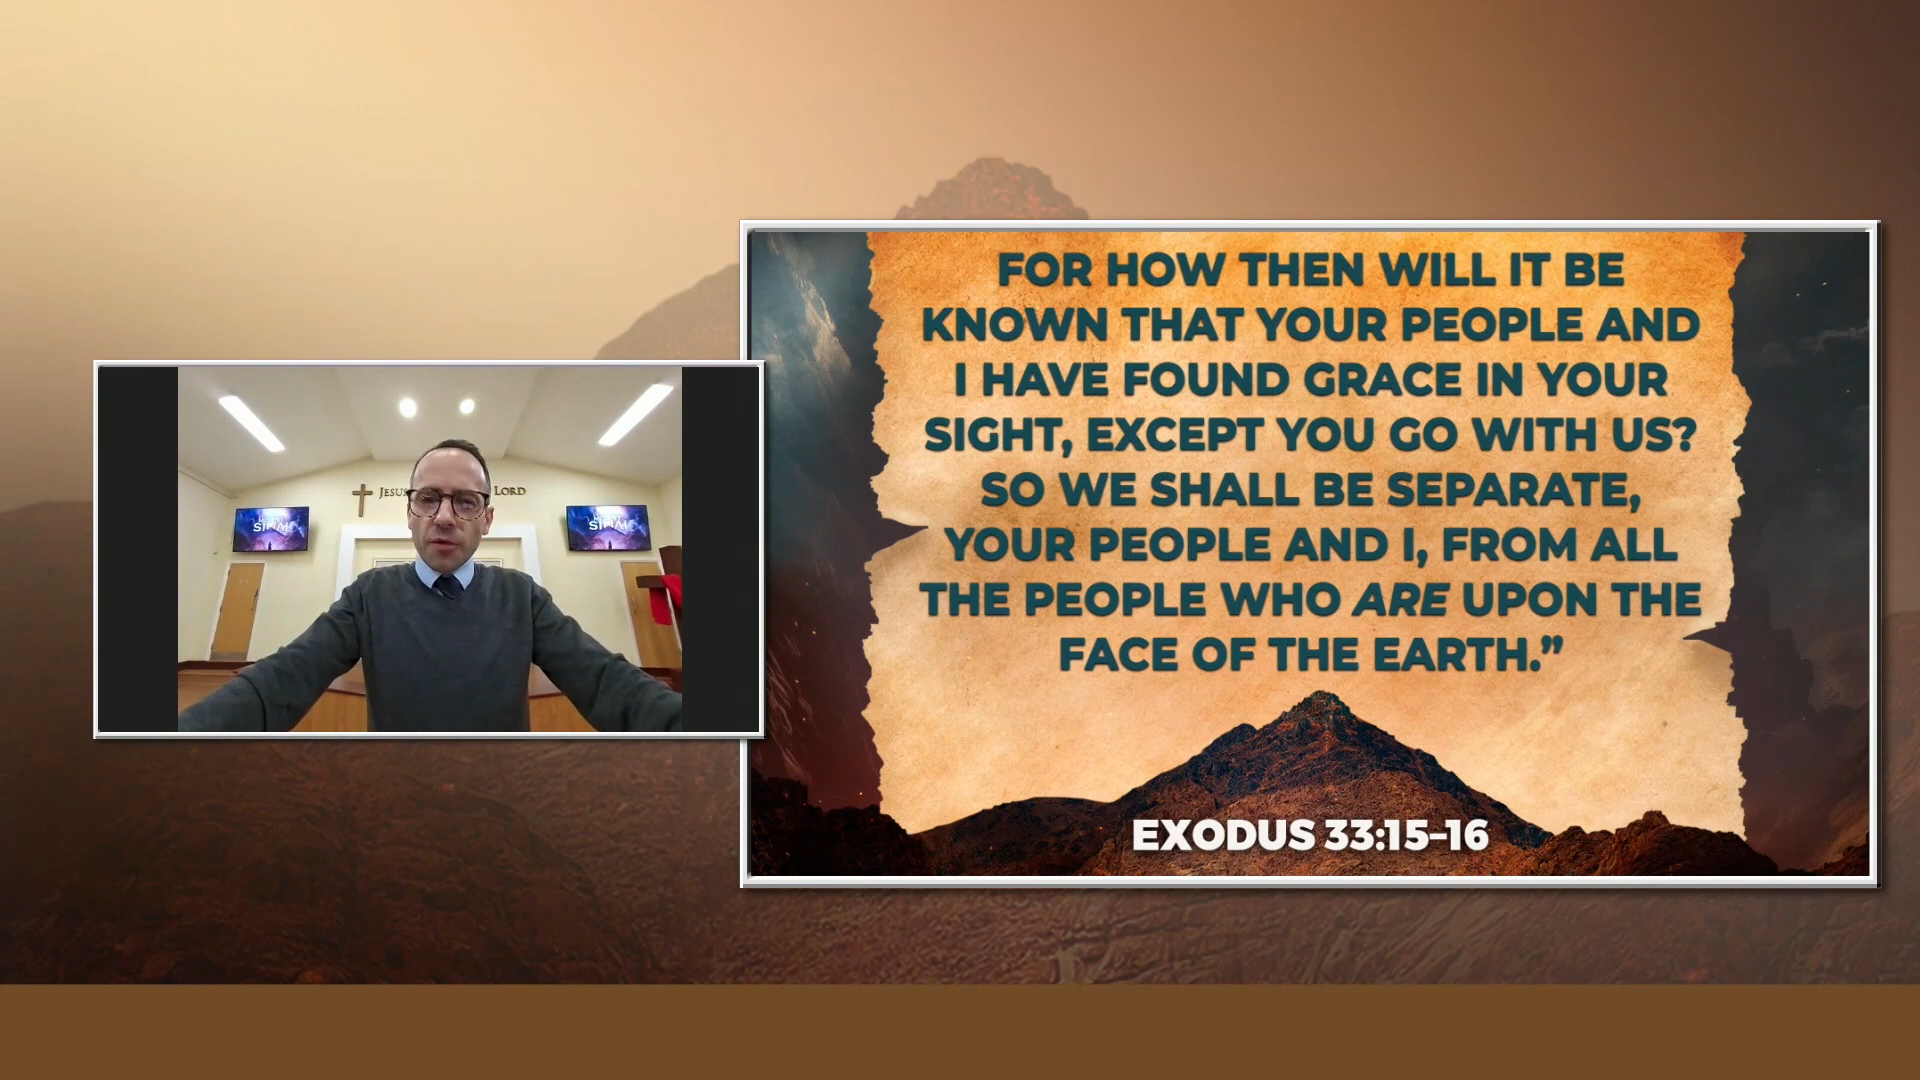 FOR HOW THEN WILL IT BE
KNOWN THAT YOUR PEOPLE AND
I HAVE FOUND GRACE IN YOUR
SIGHT, EXCEPT YOU GO WITH US?
SO WE SHALL BE SEPARATE,
YOUR PEOPLE AND I, FROM ALL
THE PEOPLE WHO ARE UPON THE
FACE OF THE EARTH.”
EXODUS 33:15–16
JESUS LORD
SINAI
SINAI